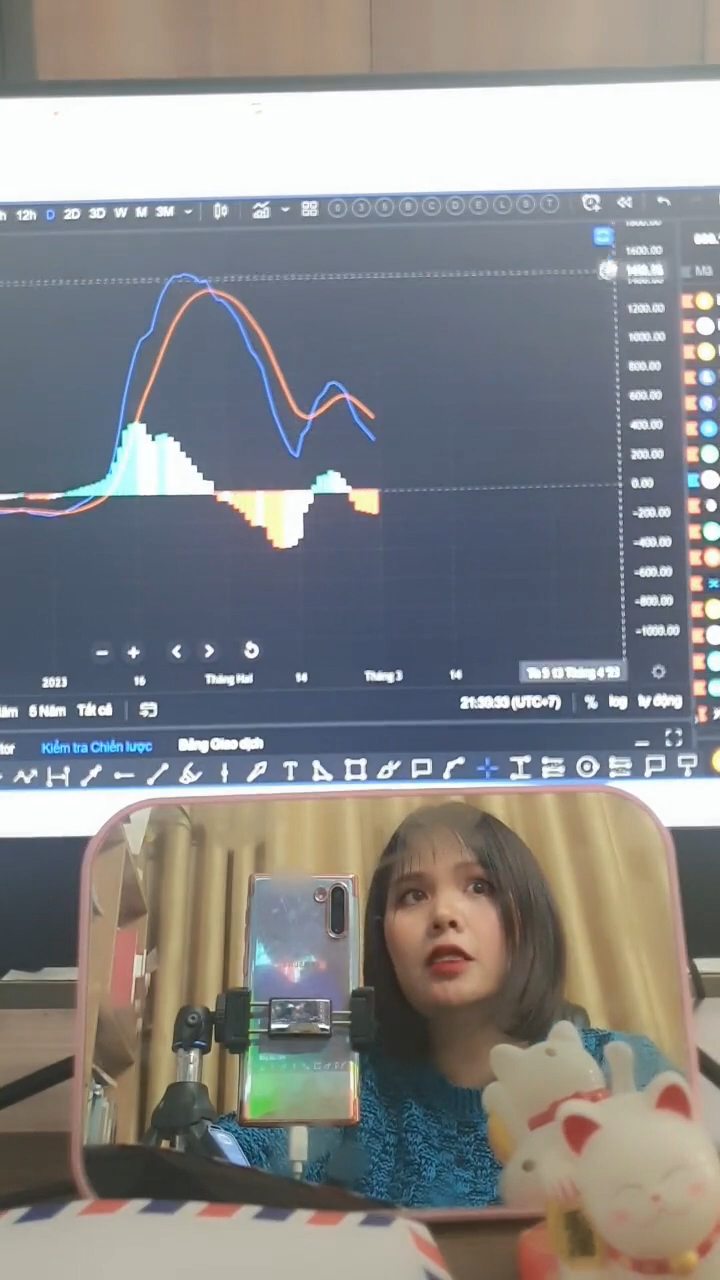 12h D 2D 3D W M 3M
1600.00
1200.00
1000.00
800.00
600.00
400.00
200.00
0.00
-200.00
-400.00
-600.00
-800.00
-1000.00
2023 16 Tháng Hai 14 Tháng 3 14
5 Năm Tất cả 21:30:33 (UTC+7) % log tự động
Kiểm tra Chiến lược Bảng Giao dịch
T